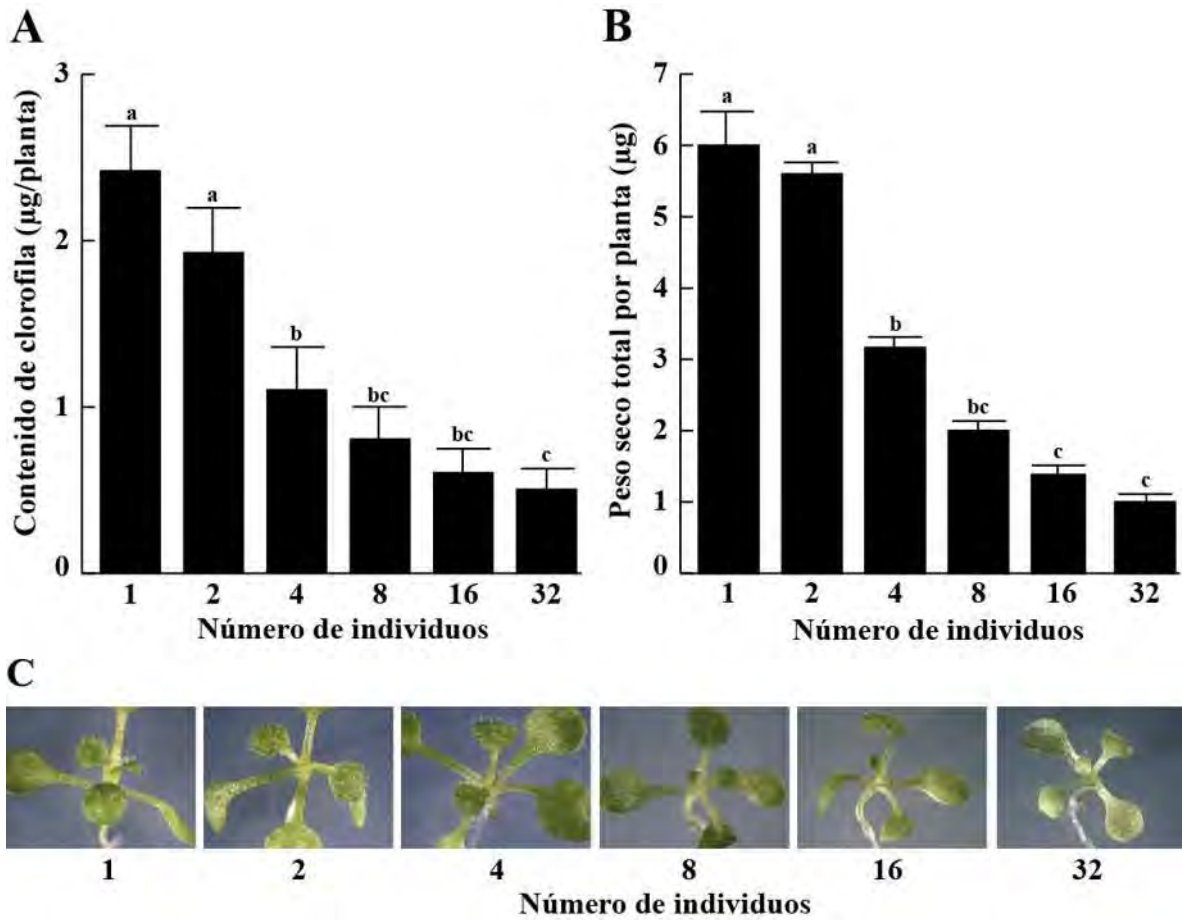 A
Contenido de clorofila (µg/planta)
3
2
1
0
a
a
b
bc
bc
c
1 2 4 8 16 32
Número de individuos
B
Peso seco total por planta (µg)
7
6
5
4
3
2
1
0
a
a
b
bc
c
c
1 2 4 8 16 32
Número de individuos
C
1 2 4 8 16 32
Número de individuos